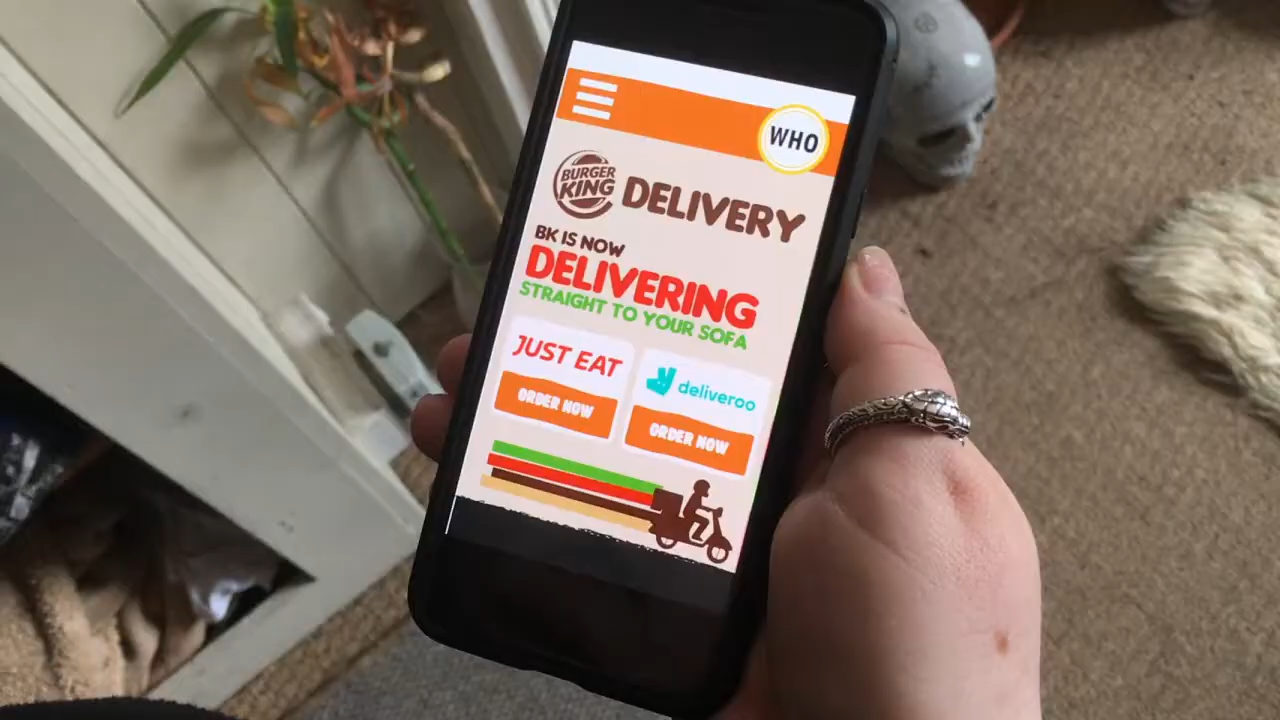 WHO
BURGER
KING
DELIVERY
BK IS NOW
DELIVERING
STRAIGHT TO YOUR SOFA
JUST EAT
deliveroo
ORDER NOW
ORDER NOW